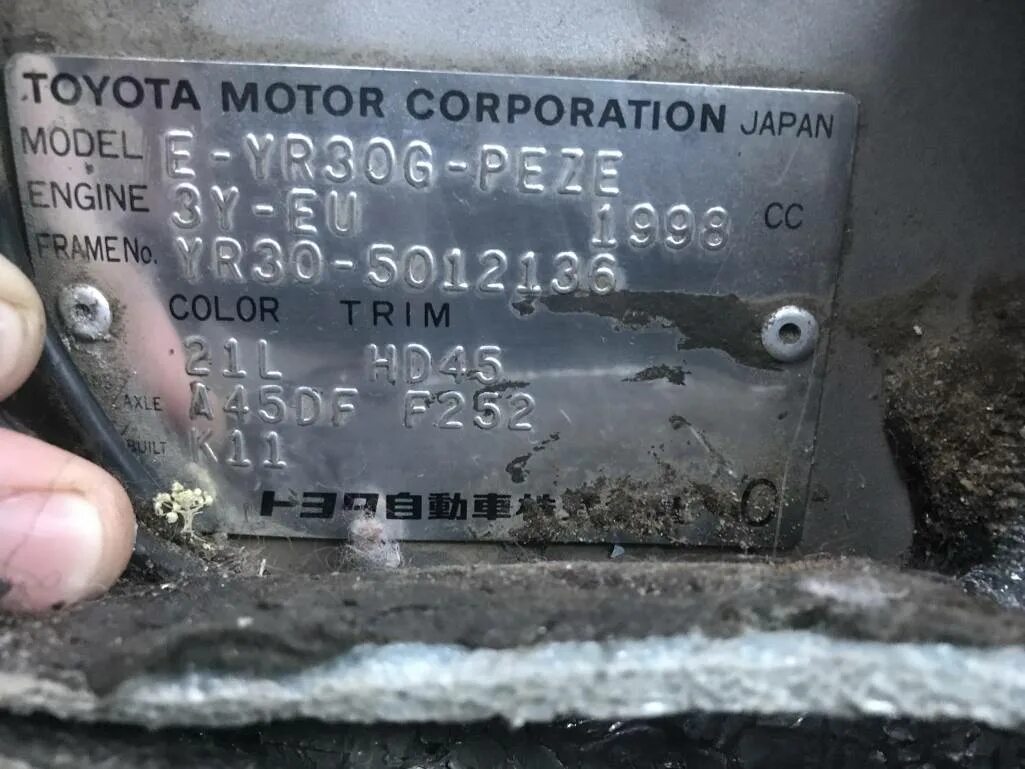 TOYOTA MOTOR CORPORATION JAPAN
MODEL E-YR30G-PEZE
ENGINE 3Y-EU 1998 CC
FRAME No. YR30-5012136
COLOR TRIM
21L HD45
AXLE A45DF F252
BUILT K11
トヨタ自動車株 C